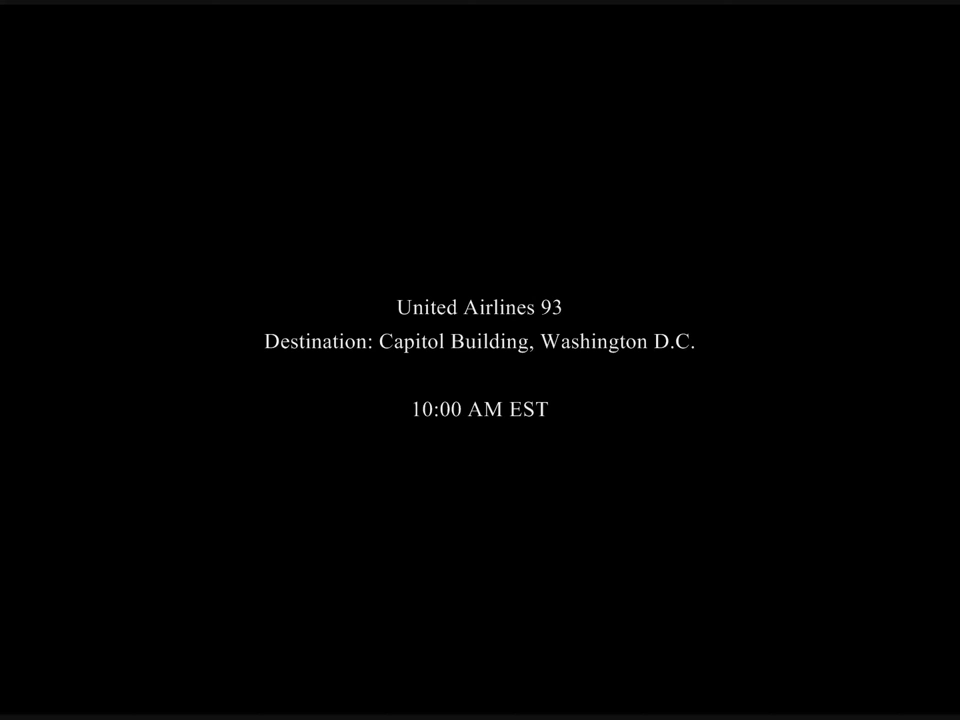 United Airlines 93
Destination: Capitol Building, Washington D.C.
10:00 AM EST